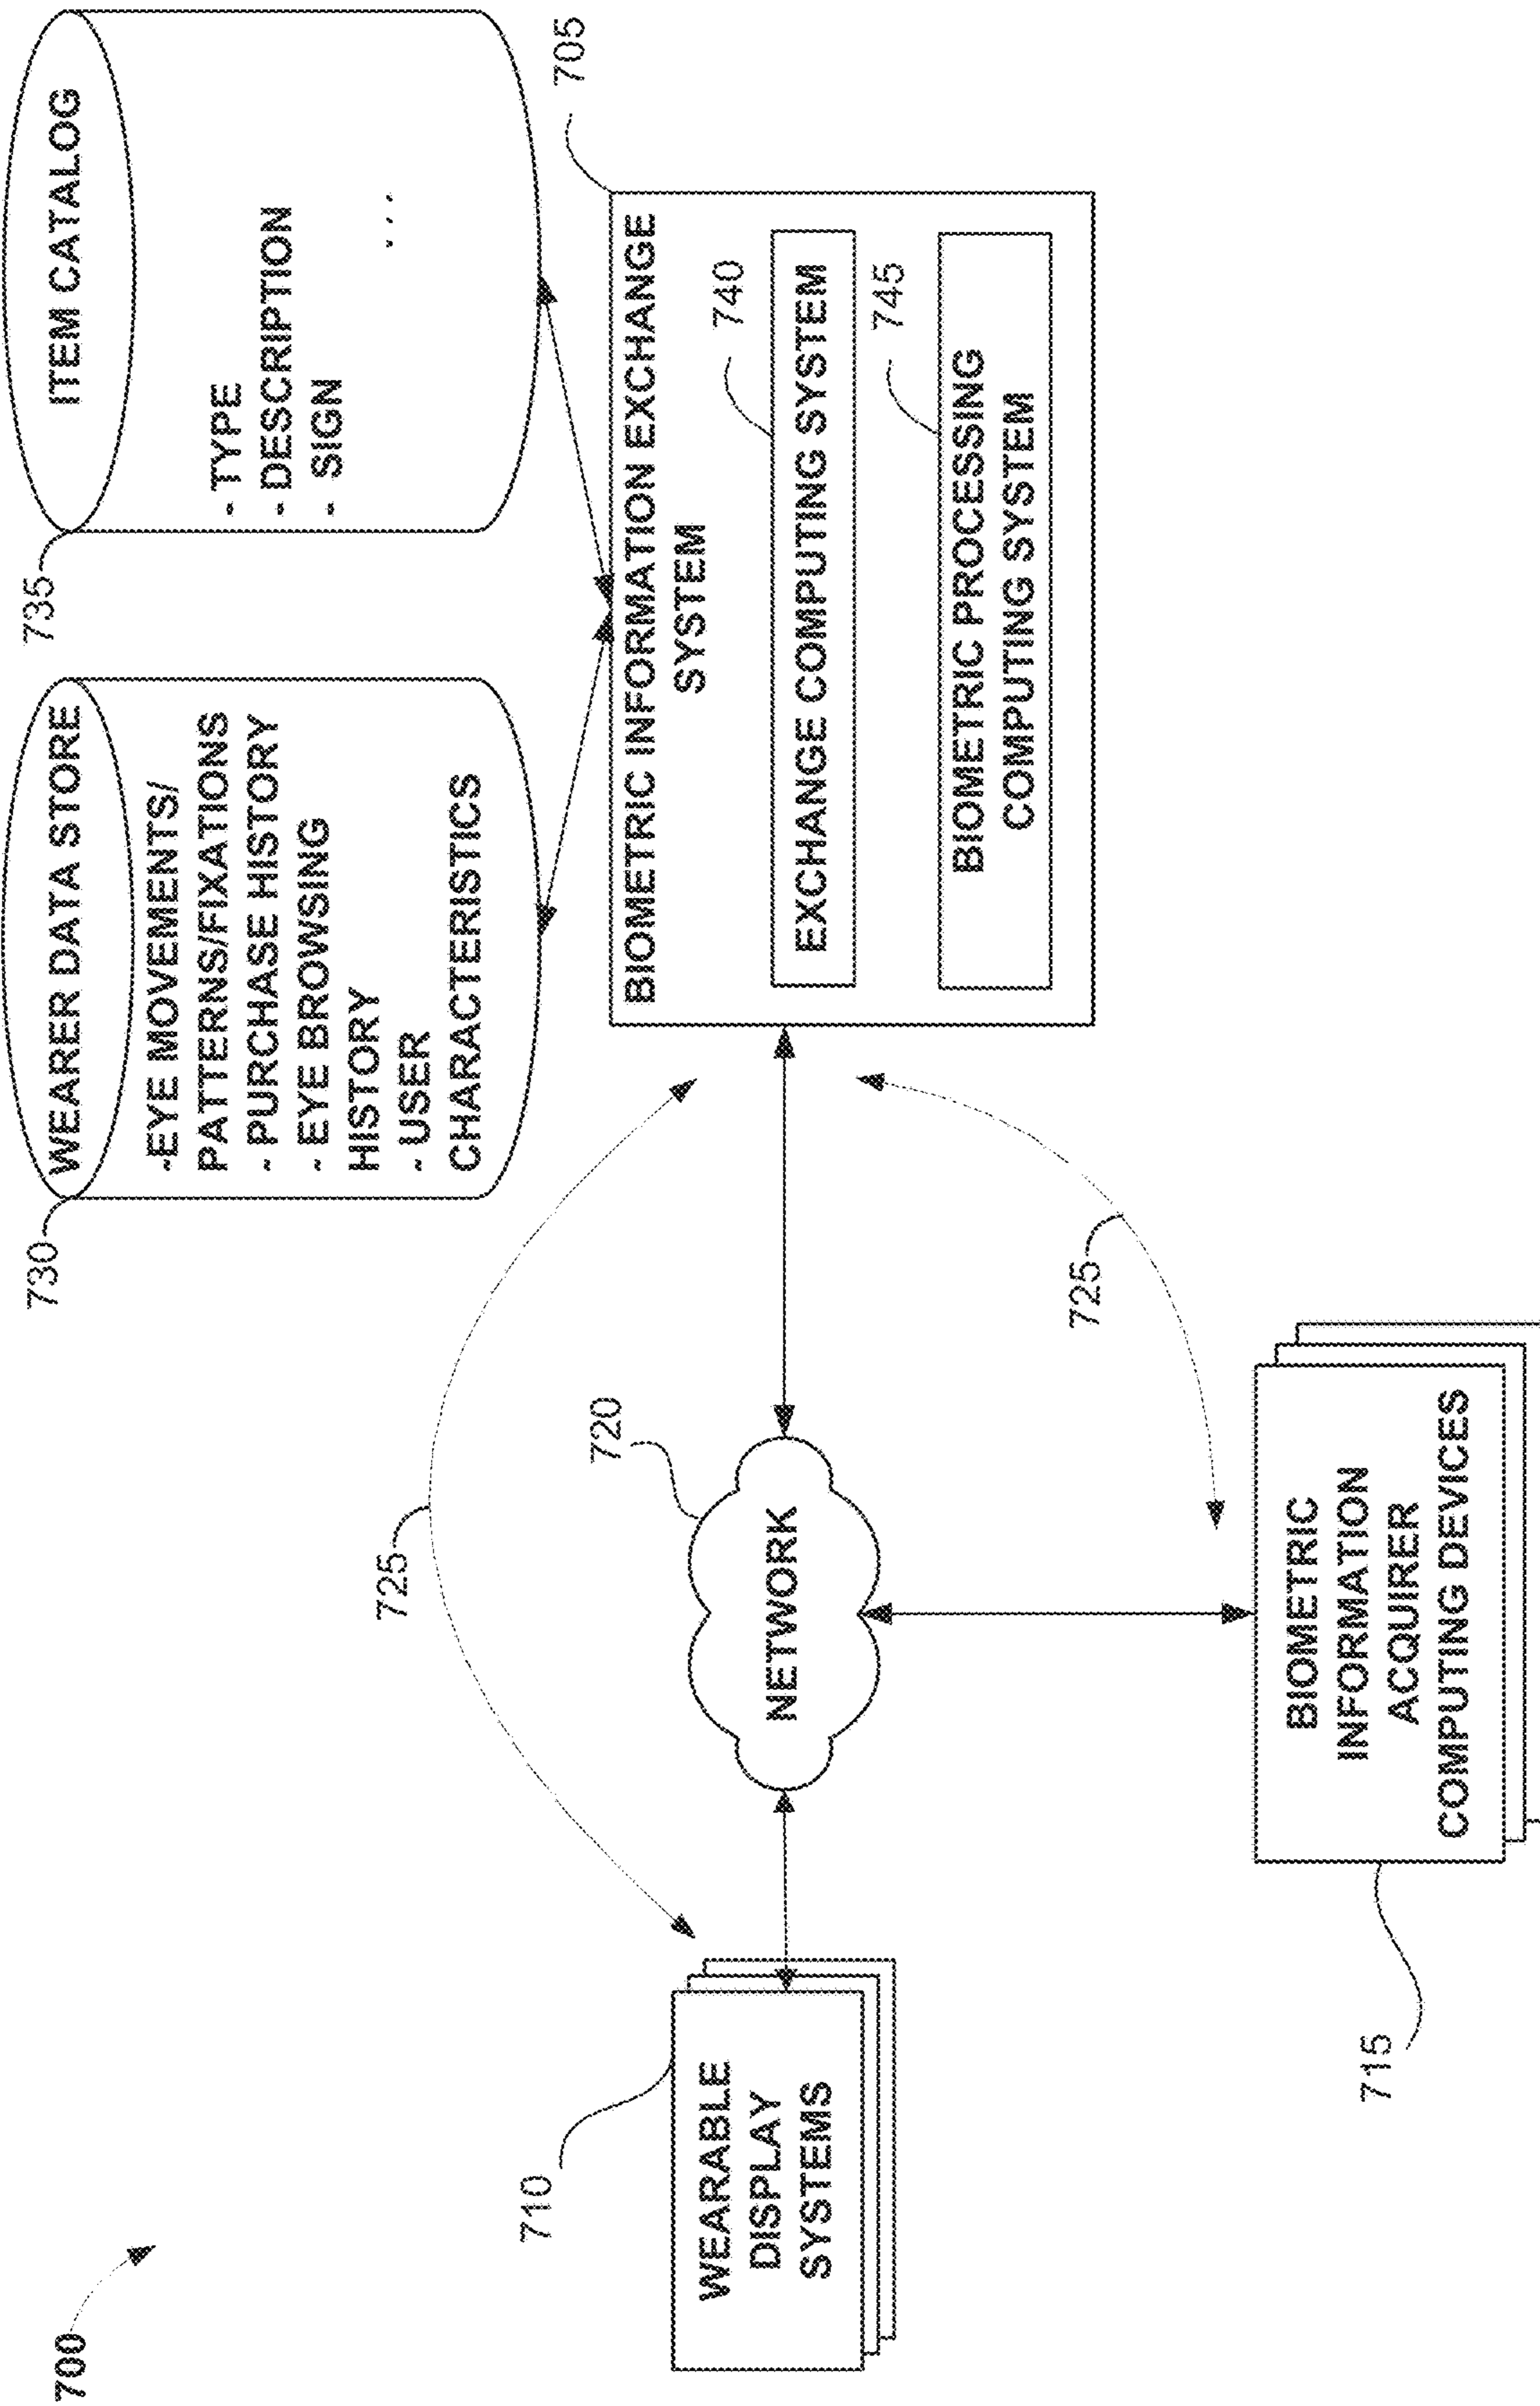 700
730
WEARER DATA STORE
-EYE MOVEMENTS/
PATTERNS/FIXATIONS
- PURCHASE HISTORY
- EYE BROWSING
HISTORY
- USER
CHARACTERISTICS
735
ITEM CATALOG
- TYPE
- DESCRIPTION
- SIGN
. . .
705
BIOMETRIC INFORMATION EXCHANGE
SYSTEM
740
EXCHANGE COMPUTING SYSTEM
745
BIOMETRIC PROCESSING
COMPUTING SYSTEM
725
720
NETWORK
710
WEARABLE
DISPLAY
SYSTEMS
725
715
BIOMETRIC
INFORMATION
ACQUIRER
COMPUTING DEVICES